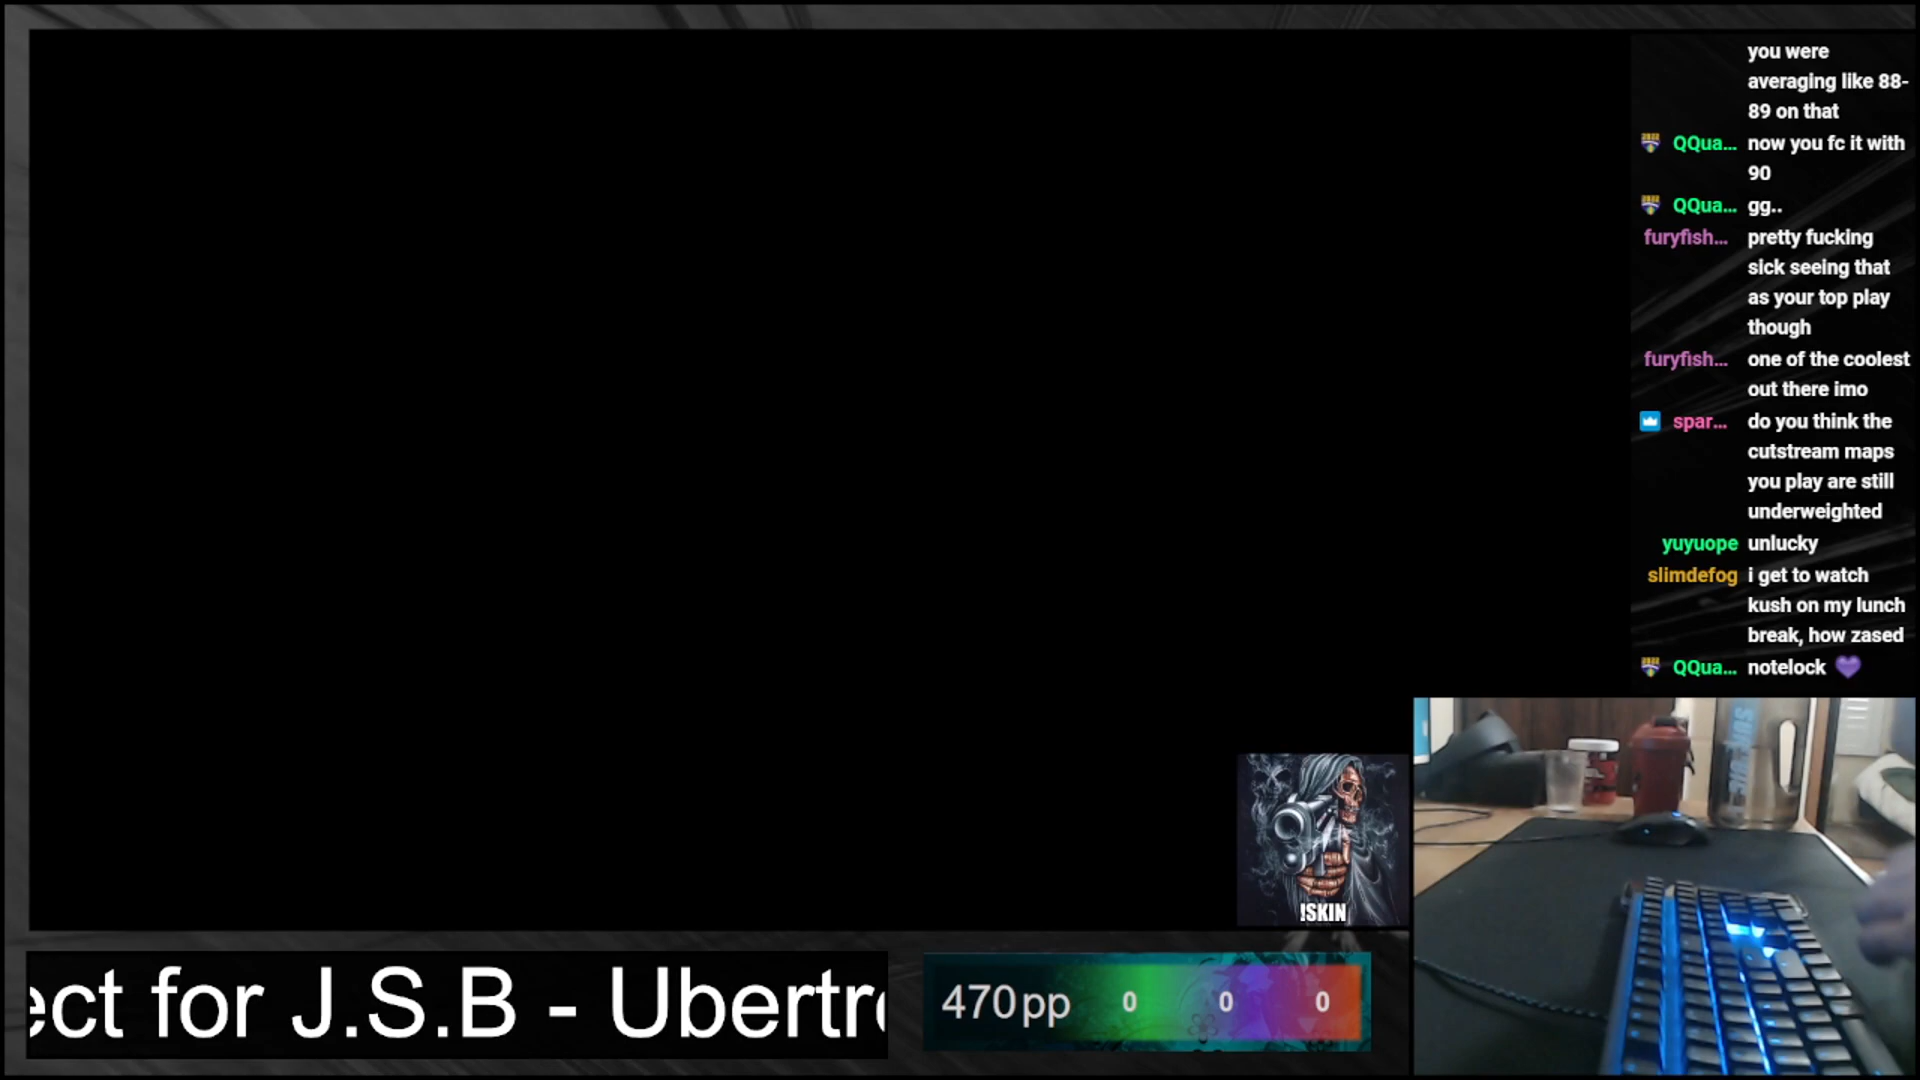 you were
averaging like 88-
89 on that
QQua... now you fc it with
90
QQua... gg..
furyfish... pretty fucking
sick seeing that
as your top play
though
furyfish... one of the coolest
out there imo
spar... do you think the
cutstream maps
you play are still
underweighted
yuyuope unlucky
slimdefog i get to watch
kush on my lunch
break, how zased
QQua... notelock
!SKIN
ect for J.S.B - Ubertr
470pp 0 0 0